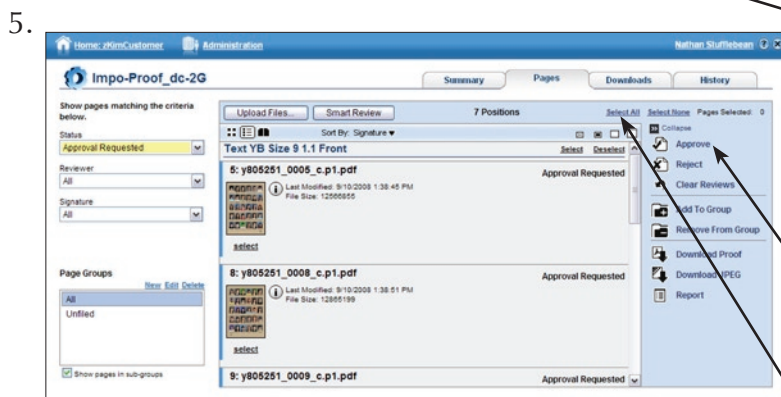 5.
Home: zKimCustomer Administration Nathan Stufflebean
Impo-Proof_dc-2G
Summary Pages Downloads History
Show pages matching the criteria
below.
Status
Approval Requested
Reviewer
All
Signature
All
Page Groups
New Edit Delete
All
Unfiled
Show pages in sub-groups
Upload Files... Smart Review 7 Positions Select All Select None Pages Selected: 0
Sort By: Signature
Text YB Size 9 1.1 Front Select Deselect
5: y805251_0005_c.p1.pdf Approval Requested
Last Modified: 9/10/2008 1:38:45 PM
File Size: 12566855
select
8: y805251_0008_c.p1.pdf Approval Requested
Last Modified: 9/10/2008 1:38:51 PM
File Size: 12865199
select
9: y805251_0009_c.p1.pdf Approval Requested
Collapse
Approve
Reject
Clear Reviews
Add To Group
Remove From Group
Download Proof
Download JPEG
Report